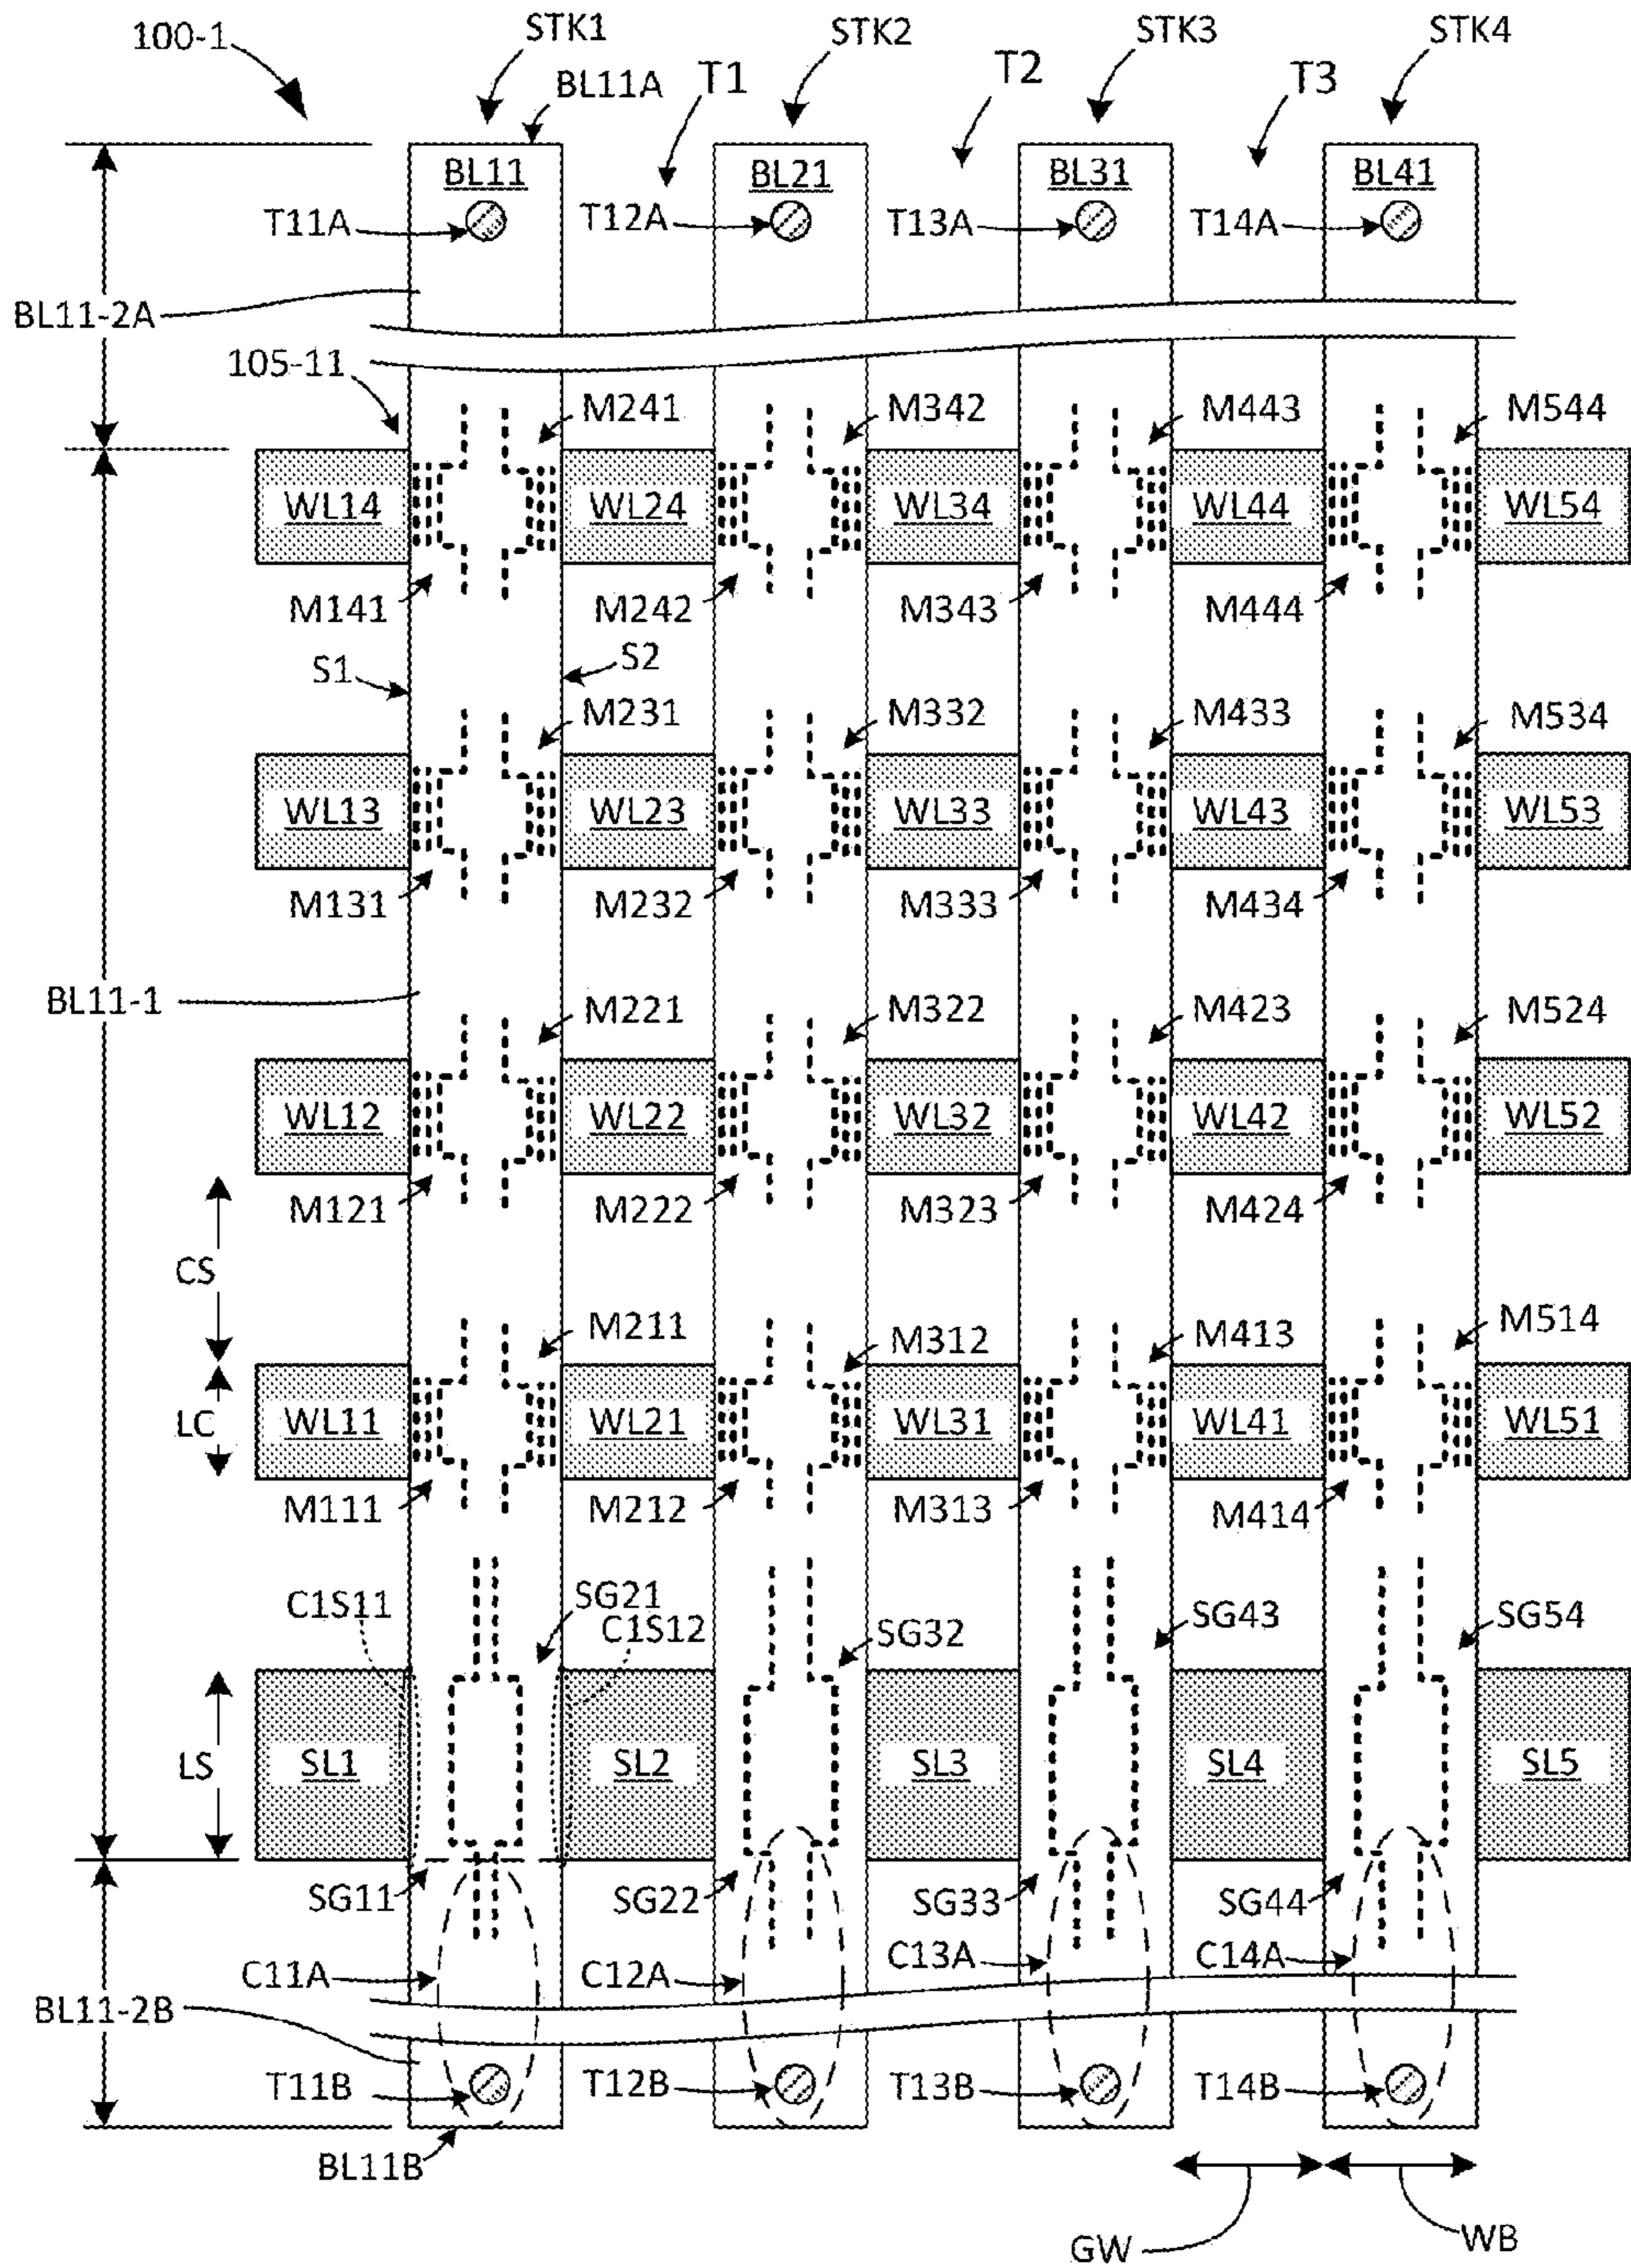 100-1
STK1
STK2
STK3
STK4
BL11A
T1
T2
T3
BL11
BL21
BL31
BL41
T11A
T12A
T13A
T14A
BL11-2A
105-11
M241
M342
M443
M544
WL14
WL24
WL34
WL44
WL54
M141
M242
M343
M444
S1
S2
M231
M332
M433
M534
WL13
WL23
WL33
WL43
WL53
M131
M232
M333
M434
BL11-1
M221
M322
M423
M524
WL12
WL22
WL32
WL42
WL52
M121
M222
M323
M424
CS
M211
M312
M413
M514
LC
WL11
WL21
WL31
WL41
WL51
M111
M212
M313
M414
C1S11
SG21
C1S12
SG32
SG43
SG54
LS
SL1
SL2
SL3
SL4
SL5
SG11
SG22
SG33
SG44
C11A
C12A
C13A
C14A
BL11-2B
T11B
T12B
T13B
T14B
BL11B
GW
WB